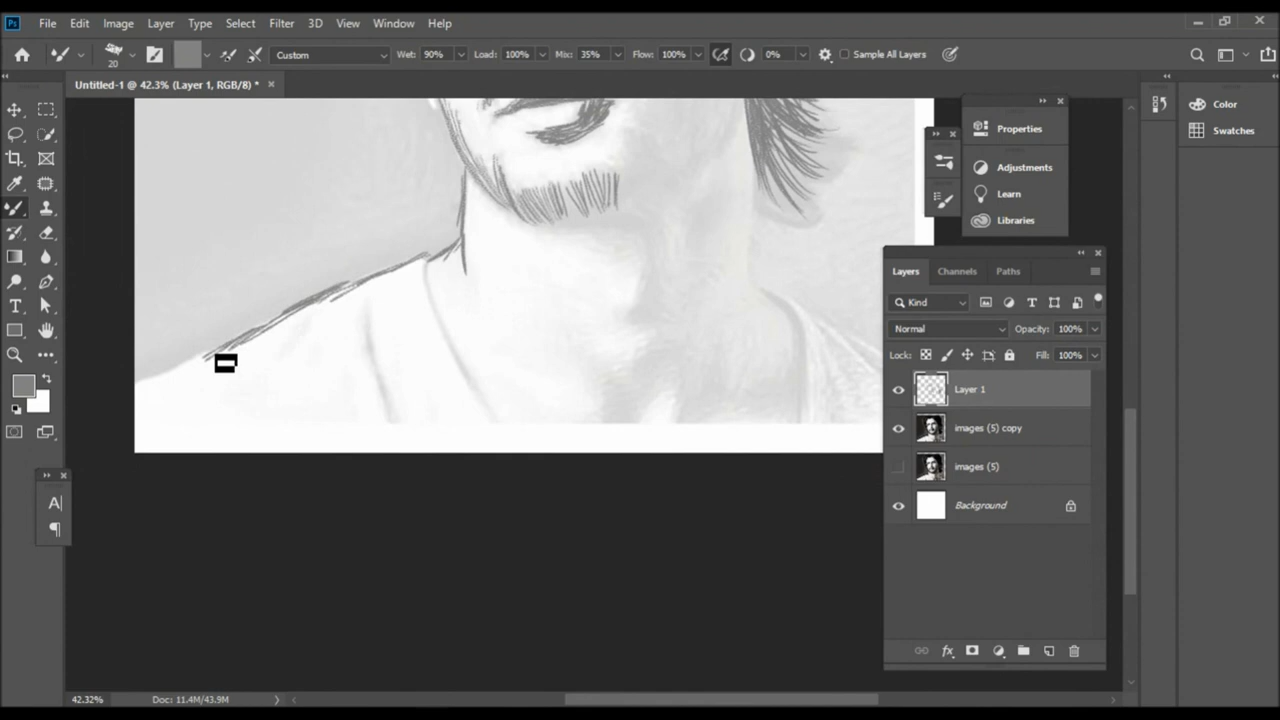 Ps File Edit Image Layer Type Select Filter 3D View Window Help
20 Custom Wet: 90% Load: 100% Mix: 35% Flow: 100% 0% Sample All Layers
Untitled-1 @ 42.3% (Layer 1, RGB/8) *
Color
Swatches
Properties
Adjustments
Learn
Libraries
Layers Channels Paths
Kind
Normal Opacity: 100%
Lock: Fill: 100%
Layer 1
images (5) copy
images (5)
Background
fx
42.32% Doc: 11.4M/43.9M